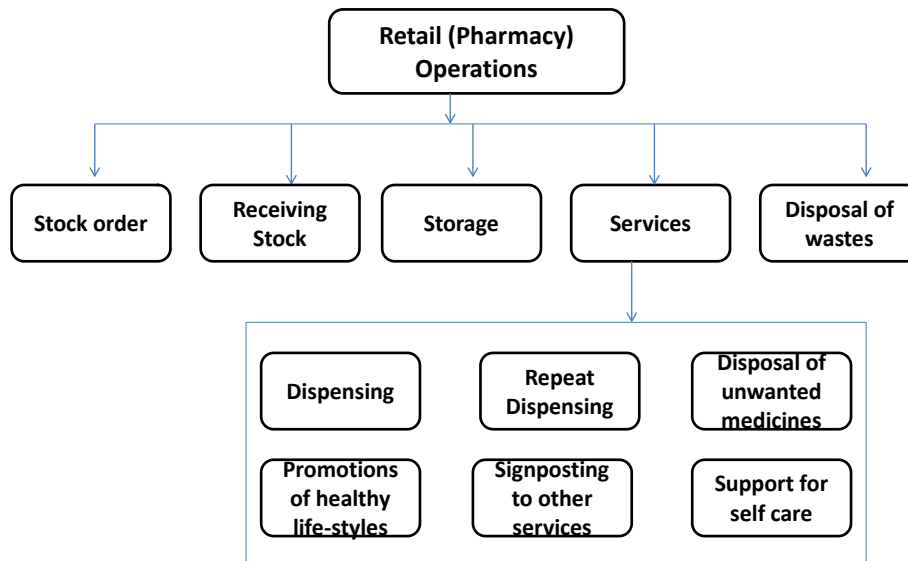 Retail (Pharmacy)
Operations
Stock order
Receiving
Stock
Storage
Services
Disposal of
wastes
Dispensing
Repeat
Dispensing
Disposal of
unwanted
medicines
Promotions
of healthy
life-styles
Signposting
to other
services
Support for
self care